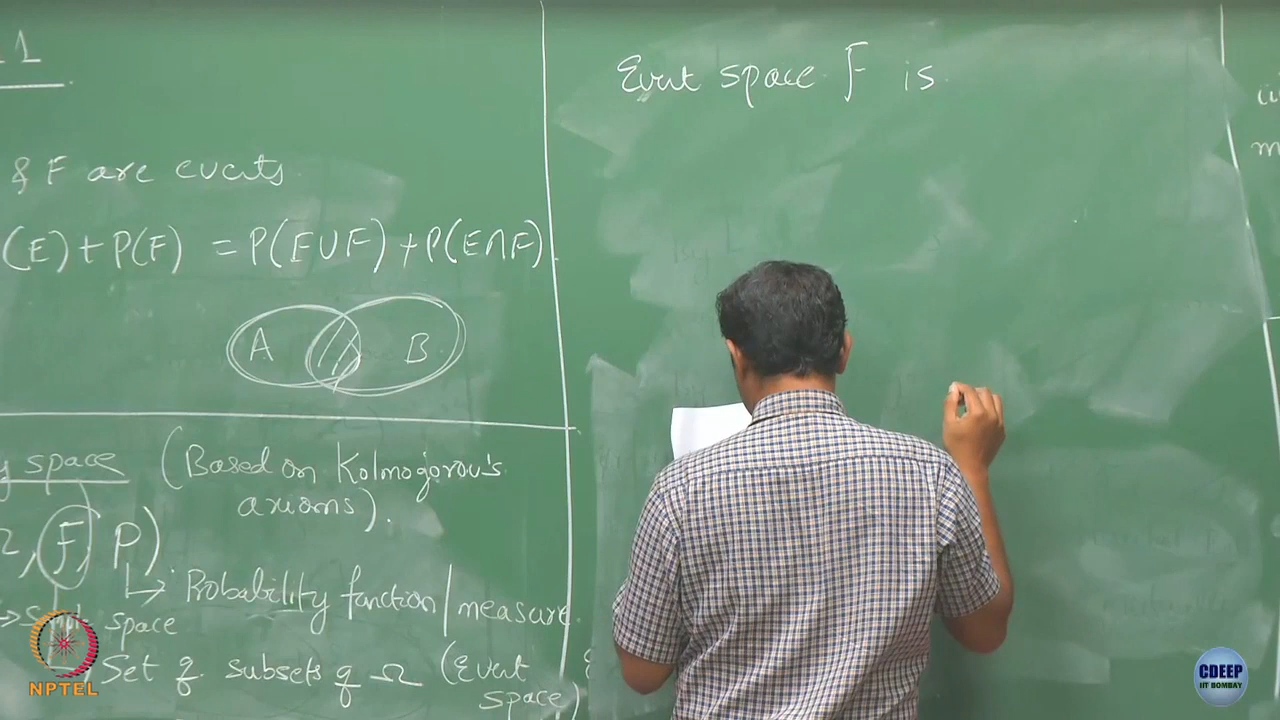 11
& F are events.
(E) + P(F) = P(E∪F) + P(E∩F).
A B
space (Based on Kolmogorov's
axioms).
Ω, F, P).
↳ Probability function / measure.
space
Set of subsets of Ω (Event
space)
Event space F is
NPTEL
CDEEP
IIT BOMBAY